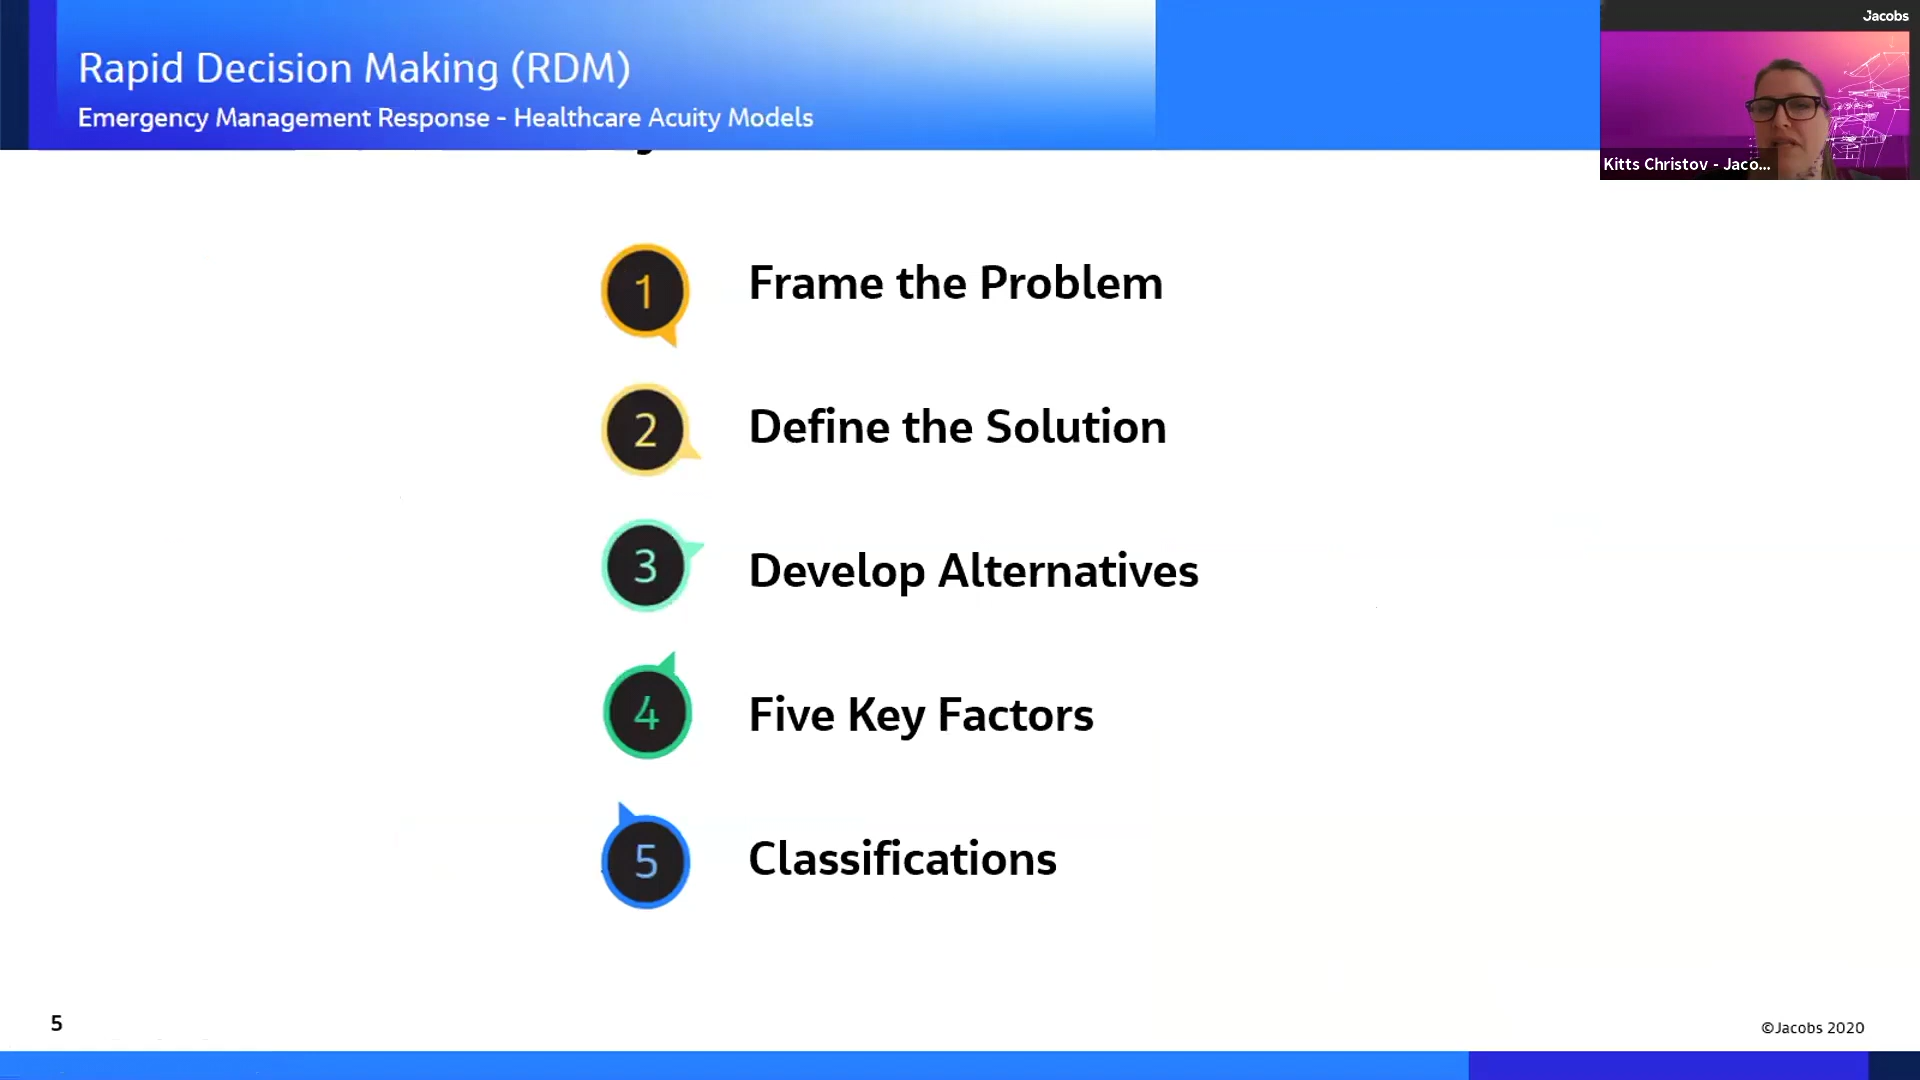 Rapid Decision Making (RDM)
Emergency Management Response - Healthcare Acuity Models
Jacobs
Kitts Christov - Jaco...
1 Frame the Problem
2 Define the Solution
3 Develop Alternatives
4 Five Key Factors
5 Classifications
5
©Jacobs 2020